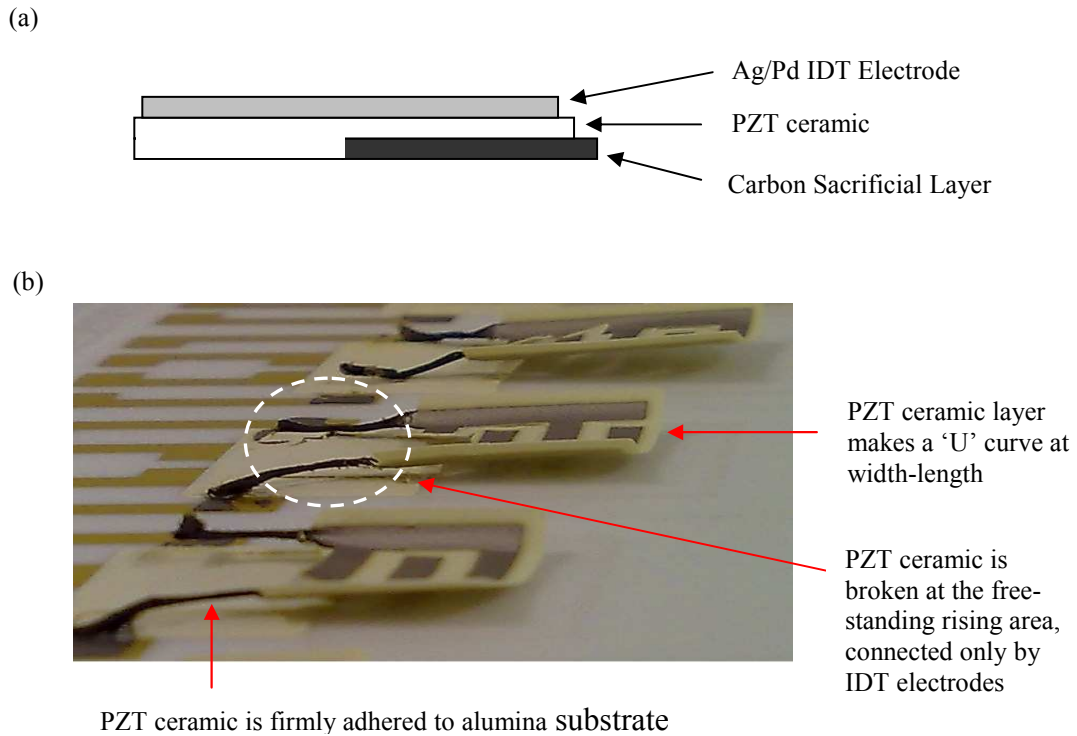 (a)
Ag/Pd IDT Electrode
PZT ceramic
Carbon Sacrificial Layer
(b)
PZT ceramic layer
makes a ‘U’ curve at
width-length
PZT ceramic is
broken at the free-
standing rising area,
connected only by
IDT electrodes
PZT ceramic is firmly adhered to alumina substrate